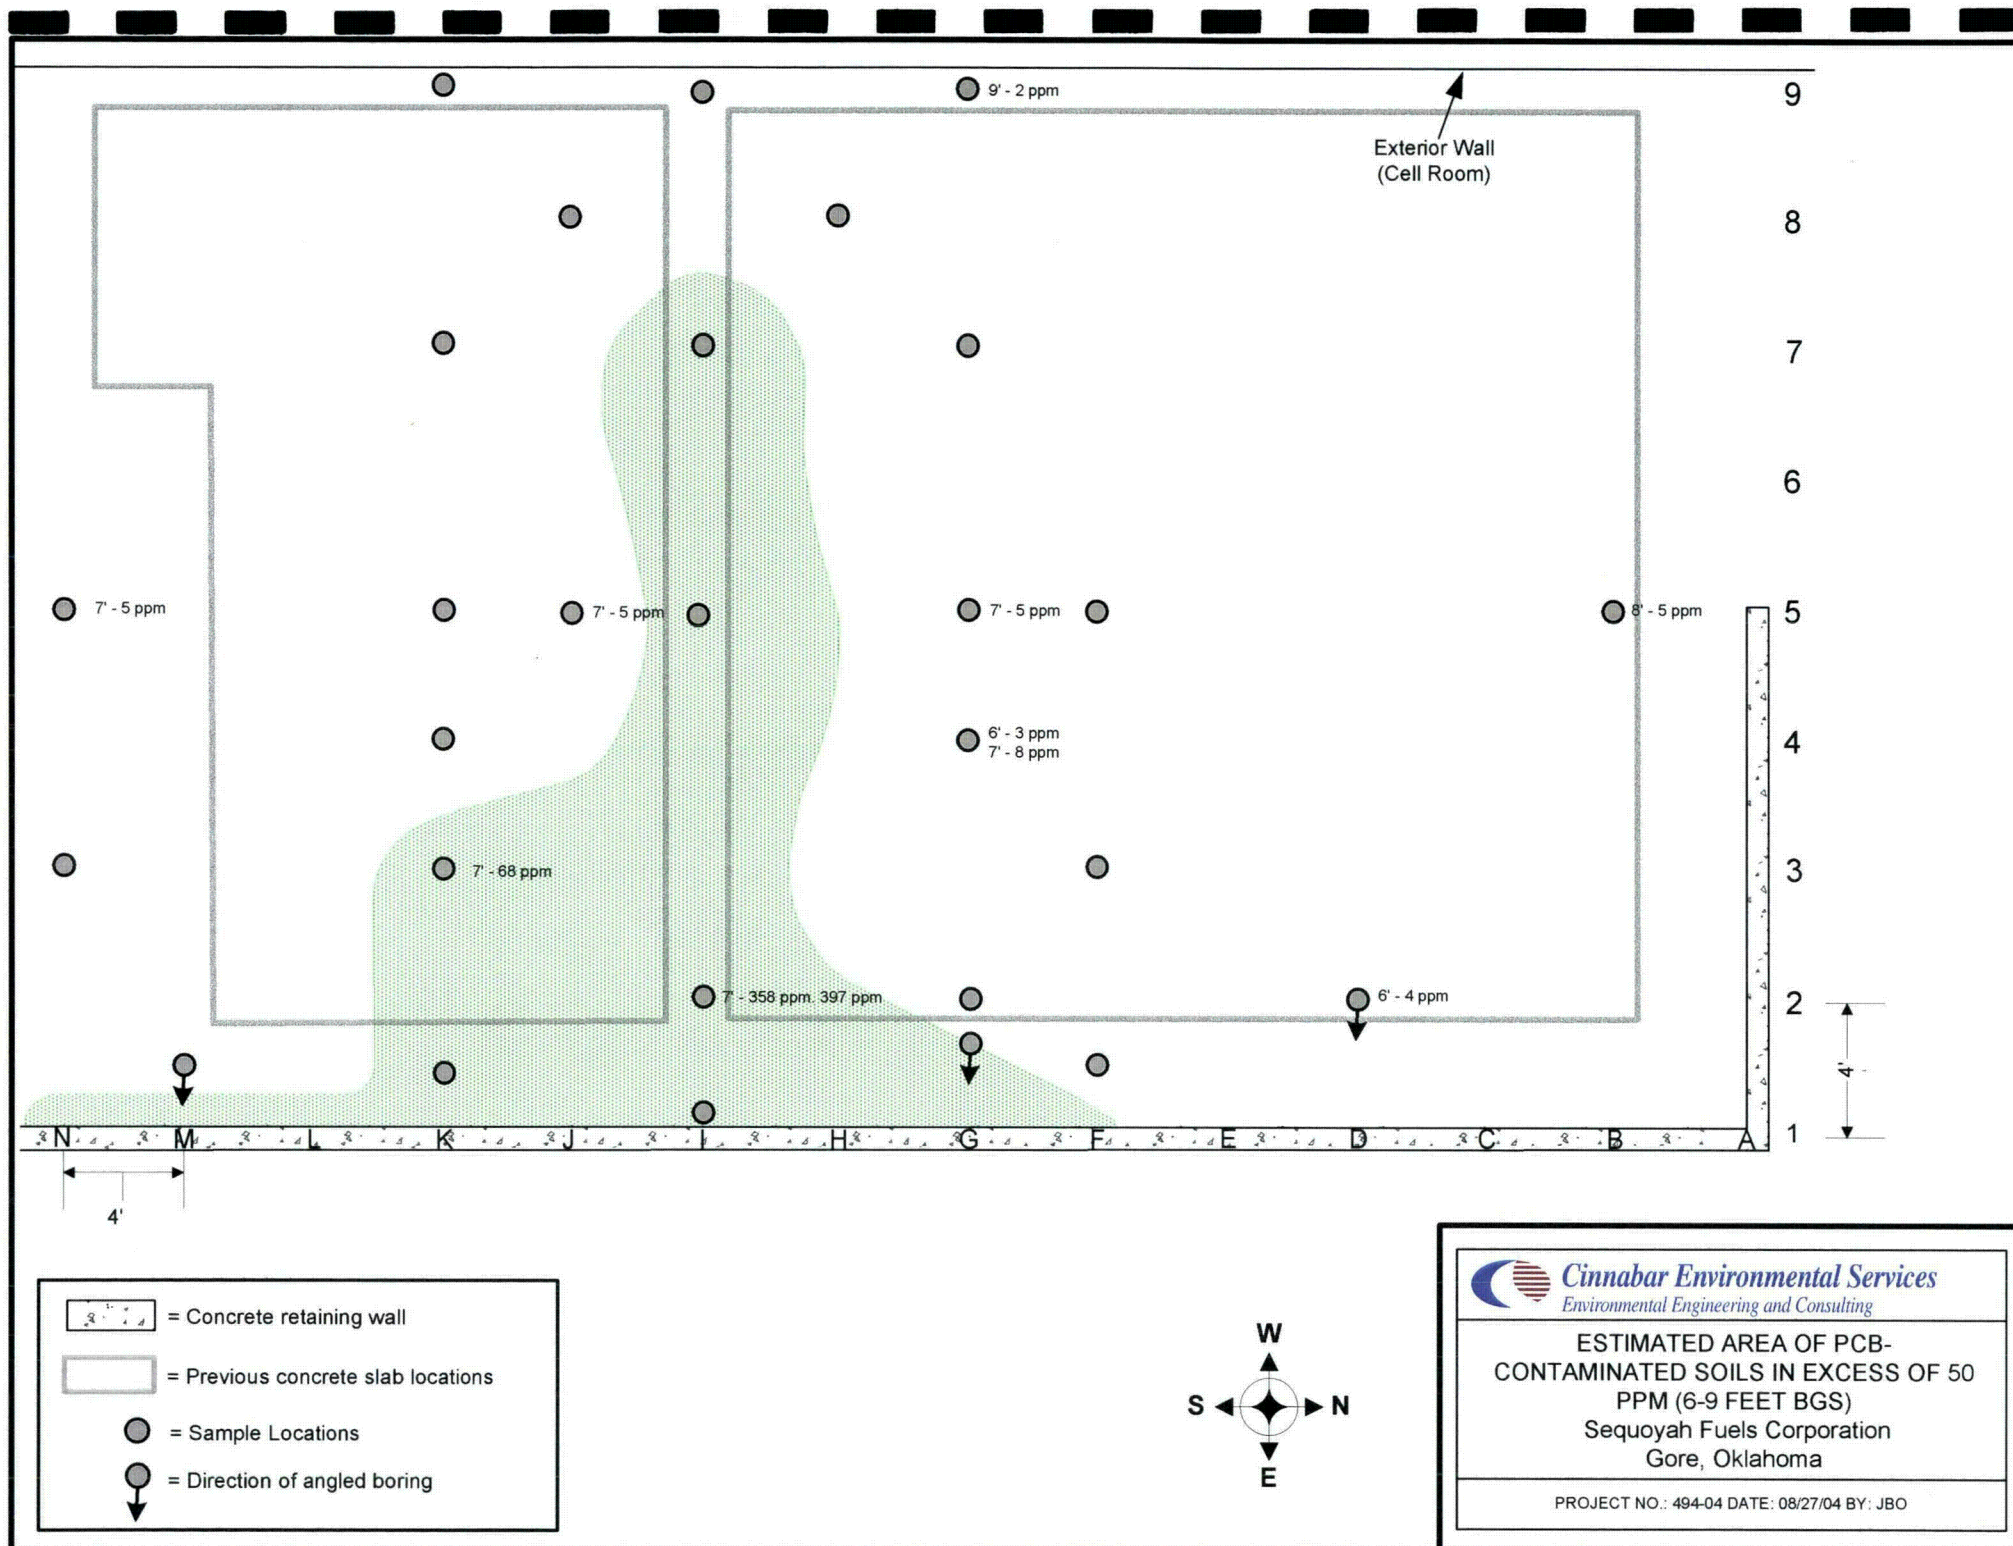 9' - 2 ppm
9
Exterior Wall
(Cell Room)
8
7
6
7' - 5 ppm
7' - 5 ppm
7' - 5 ppm
8' - 5 ppm
5
6' - 3 ppm
7' - 8 ppm
4
7' - 68 ppm
3
7' - 358 ppm. 397 ppm
6' - 4 ppm
2
4'
N M L K J I H G F E D C B A 1
4'
= Concrete retaining wall
= Previous concrete slab locations
= Sample Locations
= Direction of angled boring
W
S N
E
Cinnabar Environmental Services
Environmental Engineering and Consulting
ESTIMATED AREA OF PCB-
CONTAMINATED SOILS IN EXCESS OF 50
PPM (6-9 FEET BGS)
Sequoyah Fuels Corporation
Gore, Oklahoma
PROJECT NO.: 494-04 DATE: 08/27/04 BY: JBO